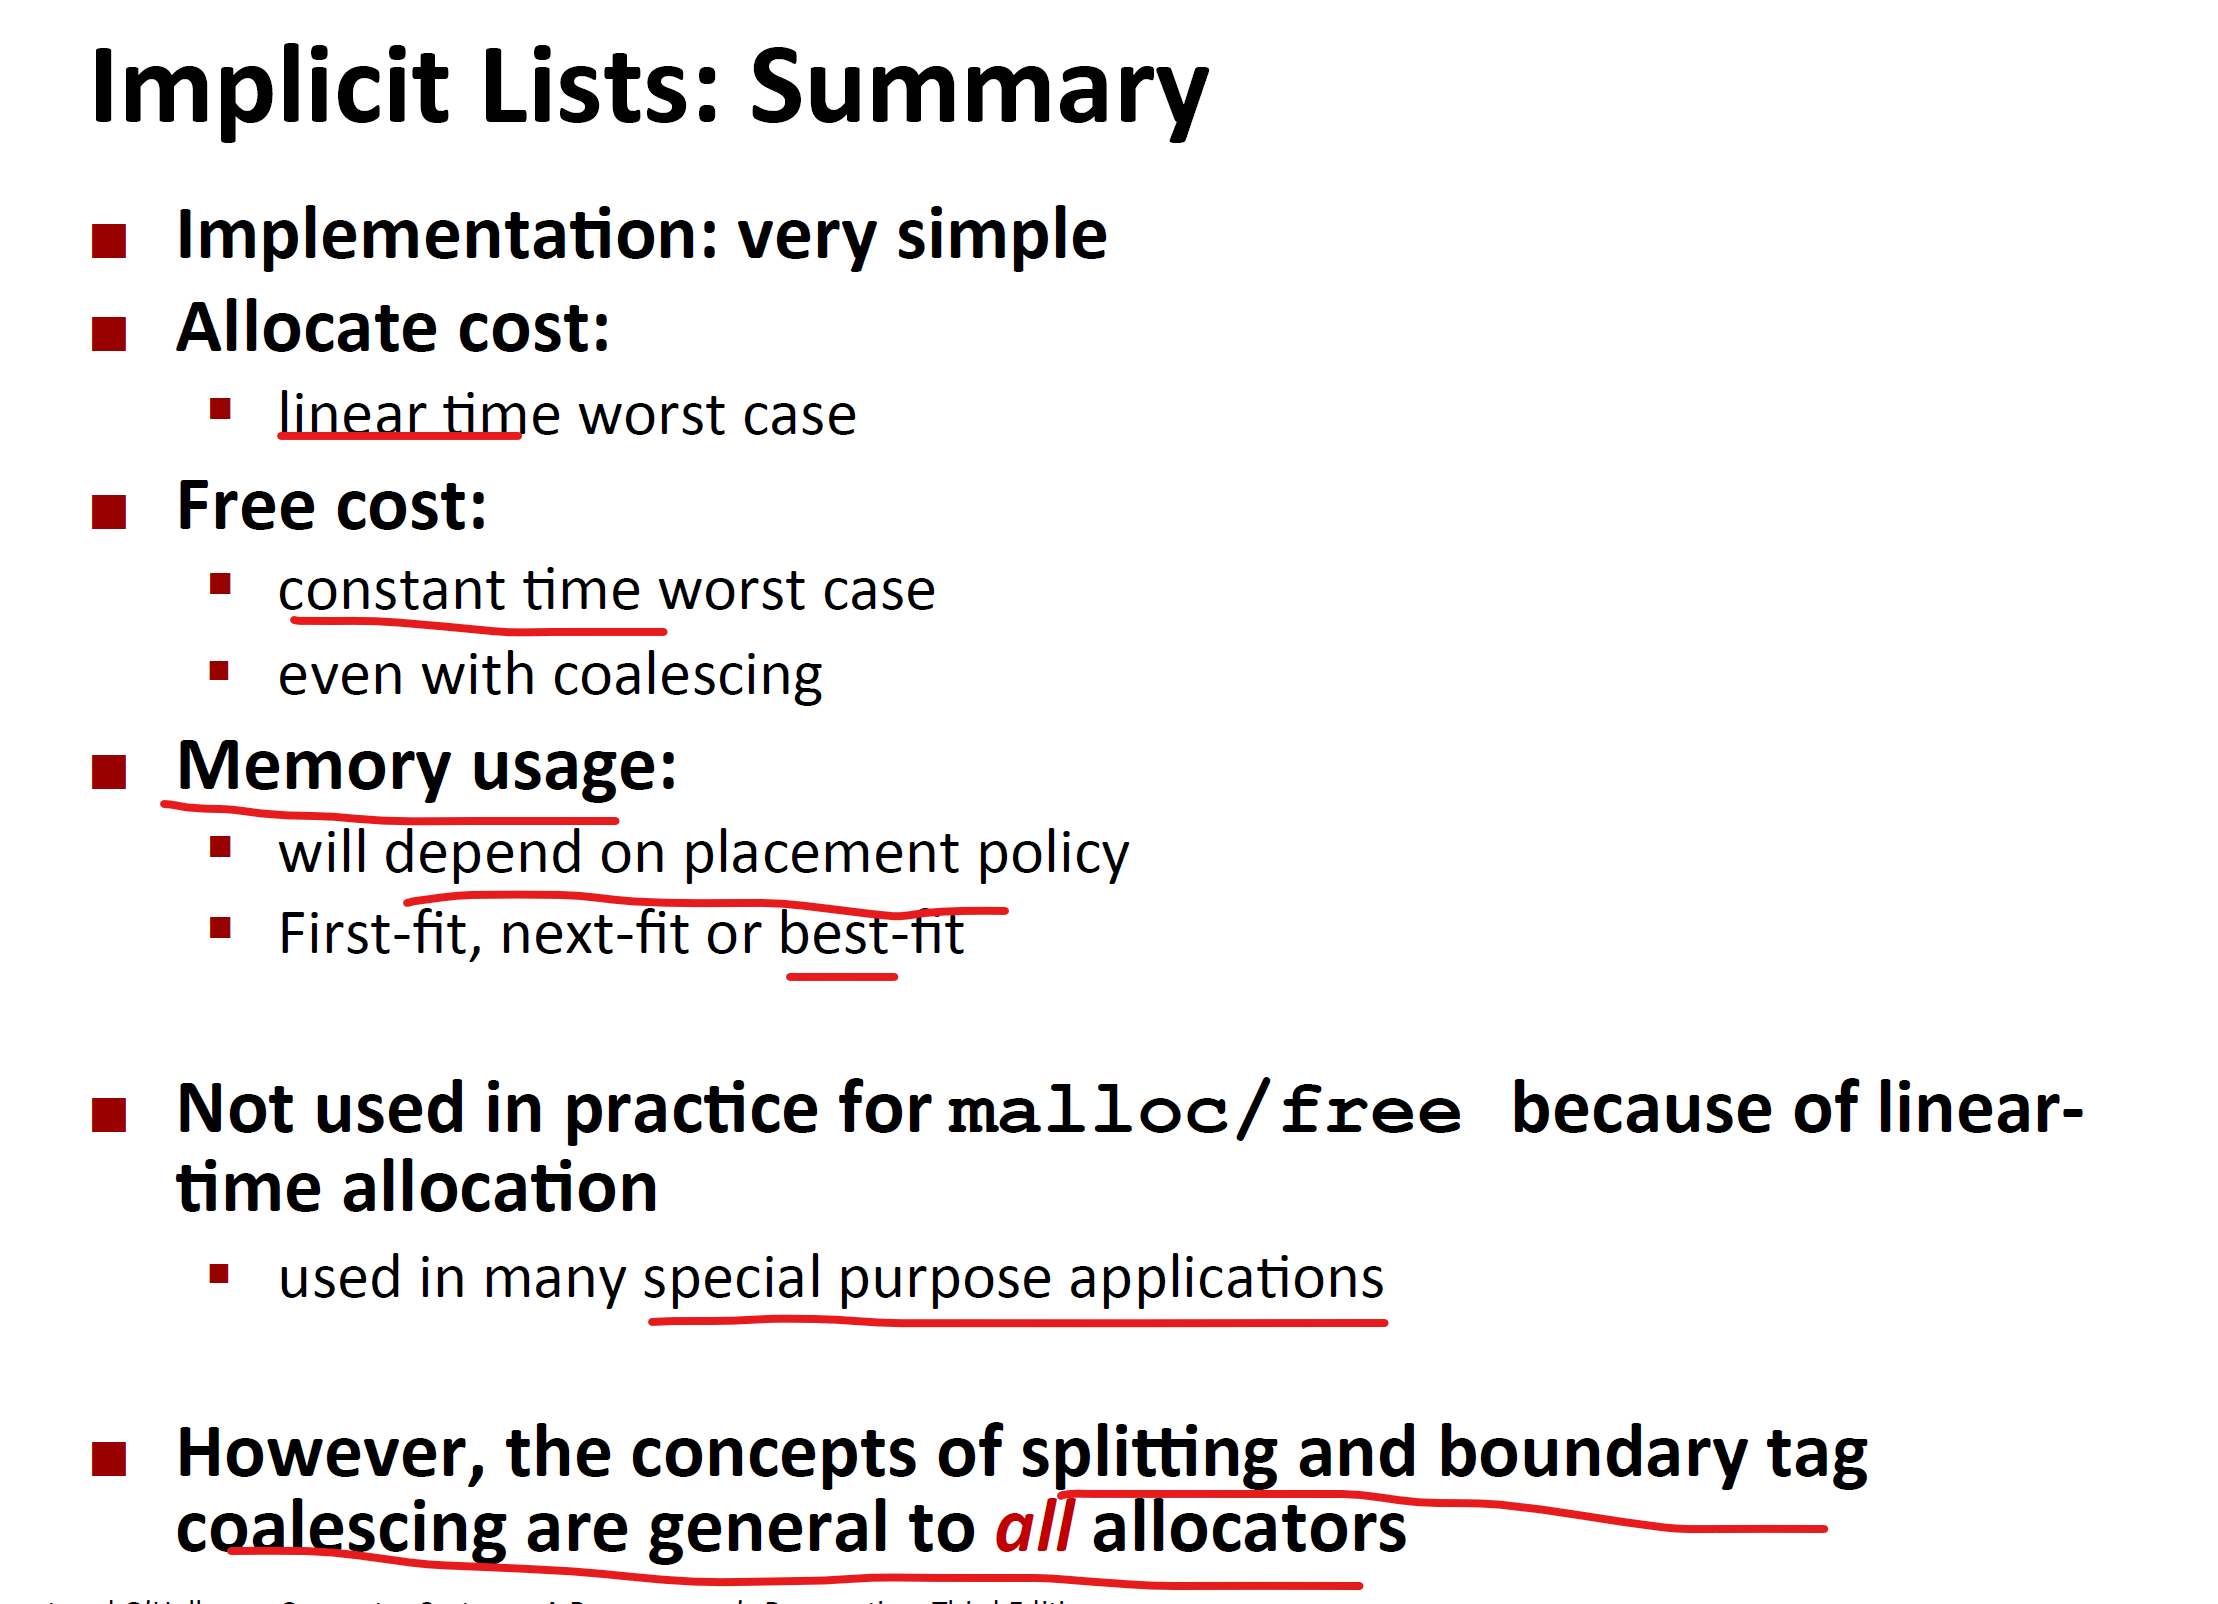 Implicit Lists: Summary
Implementation: very simple
Allocate cost:
linear time worst case
Free cost:
constant time worst case
even with coalescing
Memory usage:
will depend on placement policy
First-fit, next-fit or best-fit
Not used in practice for malloc/free because of linear-
time allocation
used in many special purpose applications
However, the concepts of splitting and boundary tag
coalescing are general to all allocators